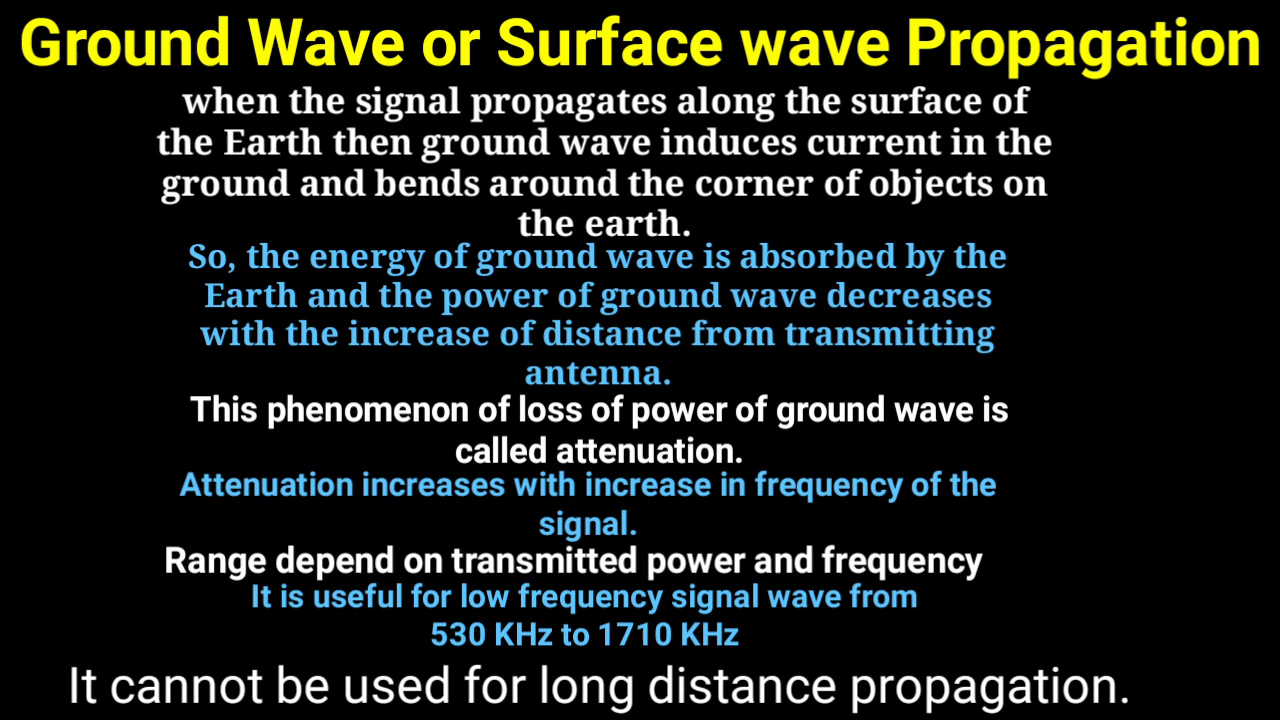 Ground Wave or Surface wave Propagation
when the signal propagates along the surface of
the Earth then ground wave induces current in the
ground and bends around the corner of objects on
the earth.
So, the energy of ground wave is absorbed by the
Earth and the power of ground wave decreases
with the increase of distance from transmitting
antenna.
This phenomenon of loss of power of ground wave is
called attenuation.
Attenuation increases with increase in frequency of the
signal.
Range depend on transmitted power and frequency
It is useful for low frequency signal wave from
530 KHz to 1710 KHz
It cannot be used for long distance propagation.